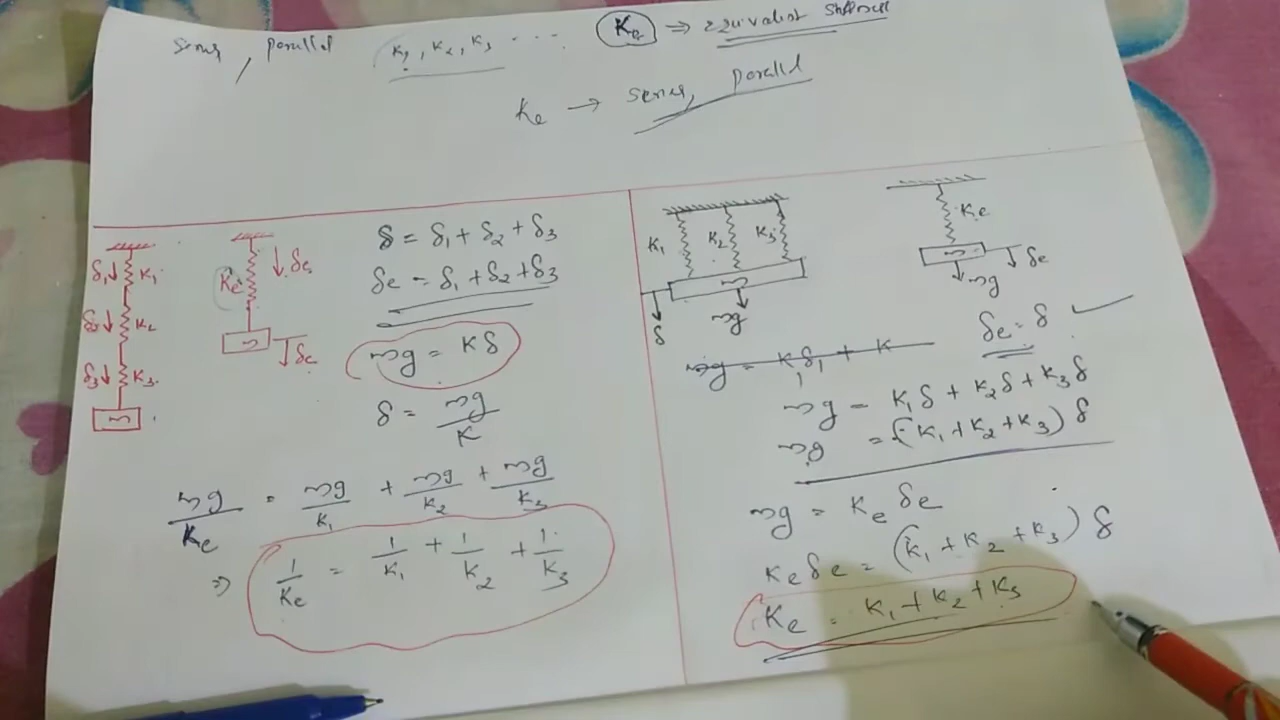 series, parallel K₁, K₂, K₃ ... Ke ⇒ equivalent stiffness
Ke → series, parallel
δ₁↓ K₁
δ₂↓ K₂
δ₃↓ K₃
m
Ke ↓δe
m ↓δe
δ = δ₁ + δ₂ + δ₃
δe = δ₁ + δ₂ + δ₃
mg = Kδ
δ = mg/K
mg/Ke = mg/K₁ + mg/K₂ + mg/K₃
⇒ 1/Ke = 1/K₁ + 1/K₂ + 1/K₃
K₁ K₂ K₃
m
↓δ ↓mg
Ke
m ↓δe
↓mg
δe = δ ✓
mg = K₁δ₁ + K
mg = K₁δ + K₂δ + K₃δ
mg = (K₁ + K₂ + K₃) δ
mg = Ke δe
Ke δe = (K₁ + K₂ + K₃) δ
Ke = K₁ + K₂ + K₃